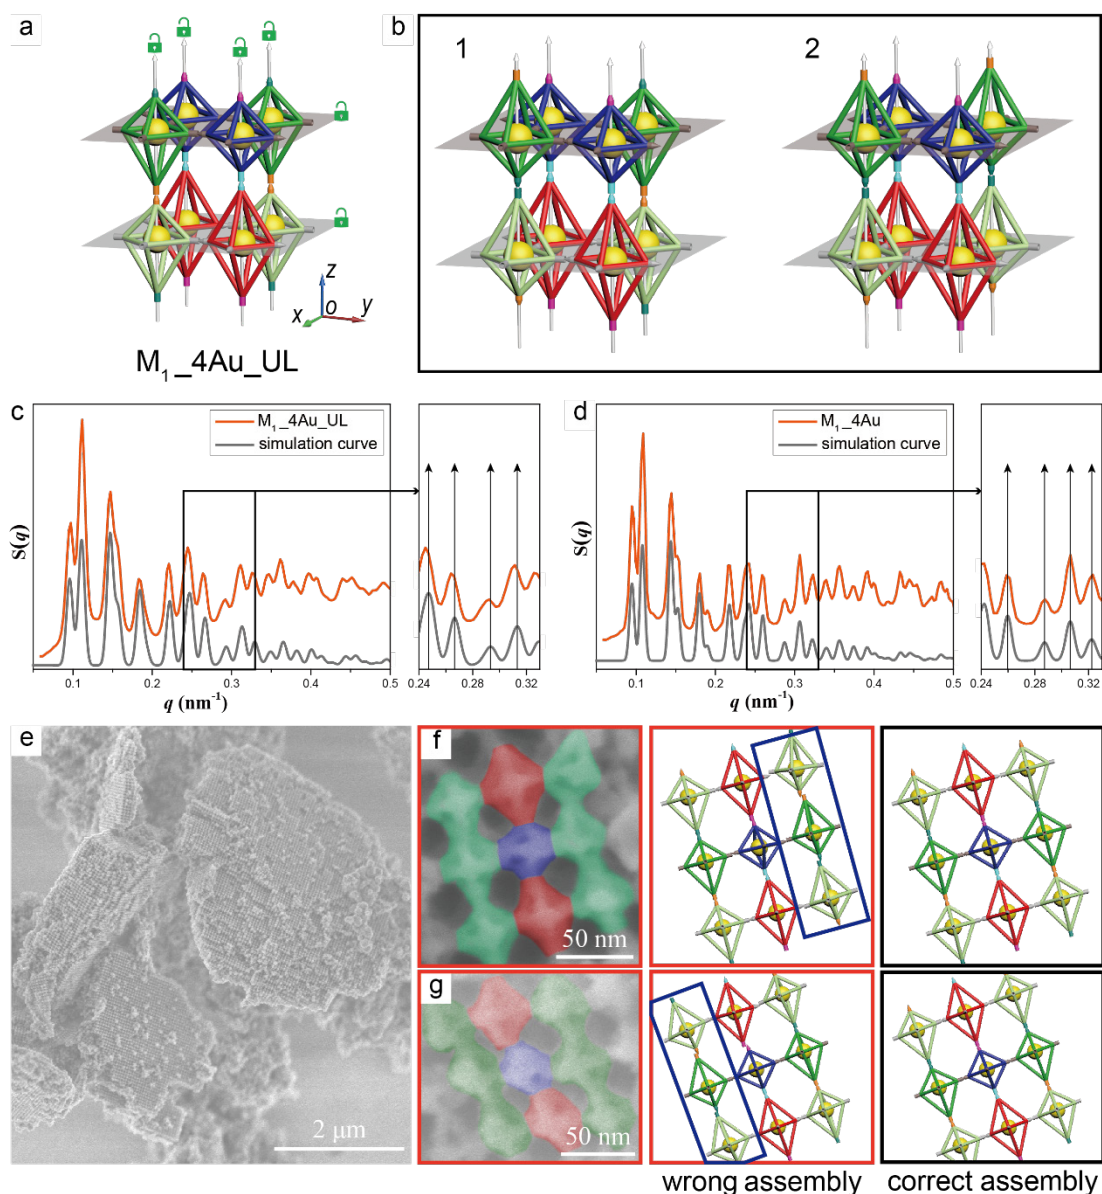 a
b
1
2
z
o
x
y
M1_4Au_UL
c
M1_4Au_UL
simulation curve
S(q)
0.1 0.2 0.3 0.4 0.5
0.24 0.28 0.32
q (nm-1)
d
M1_4Au
simulation curve
S(q)
0.1 0.2 0.3 0.4 0.5
0.24 0.28 0.32
q (nm-1)
e
2 μm
f
50 nm
g
50 nm
wrong assembly
correct assembly